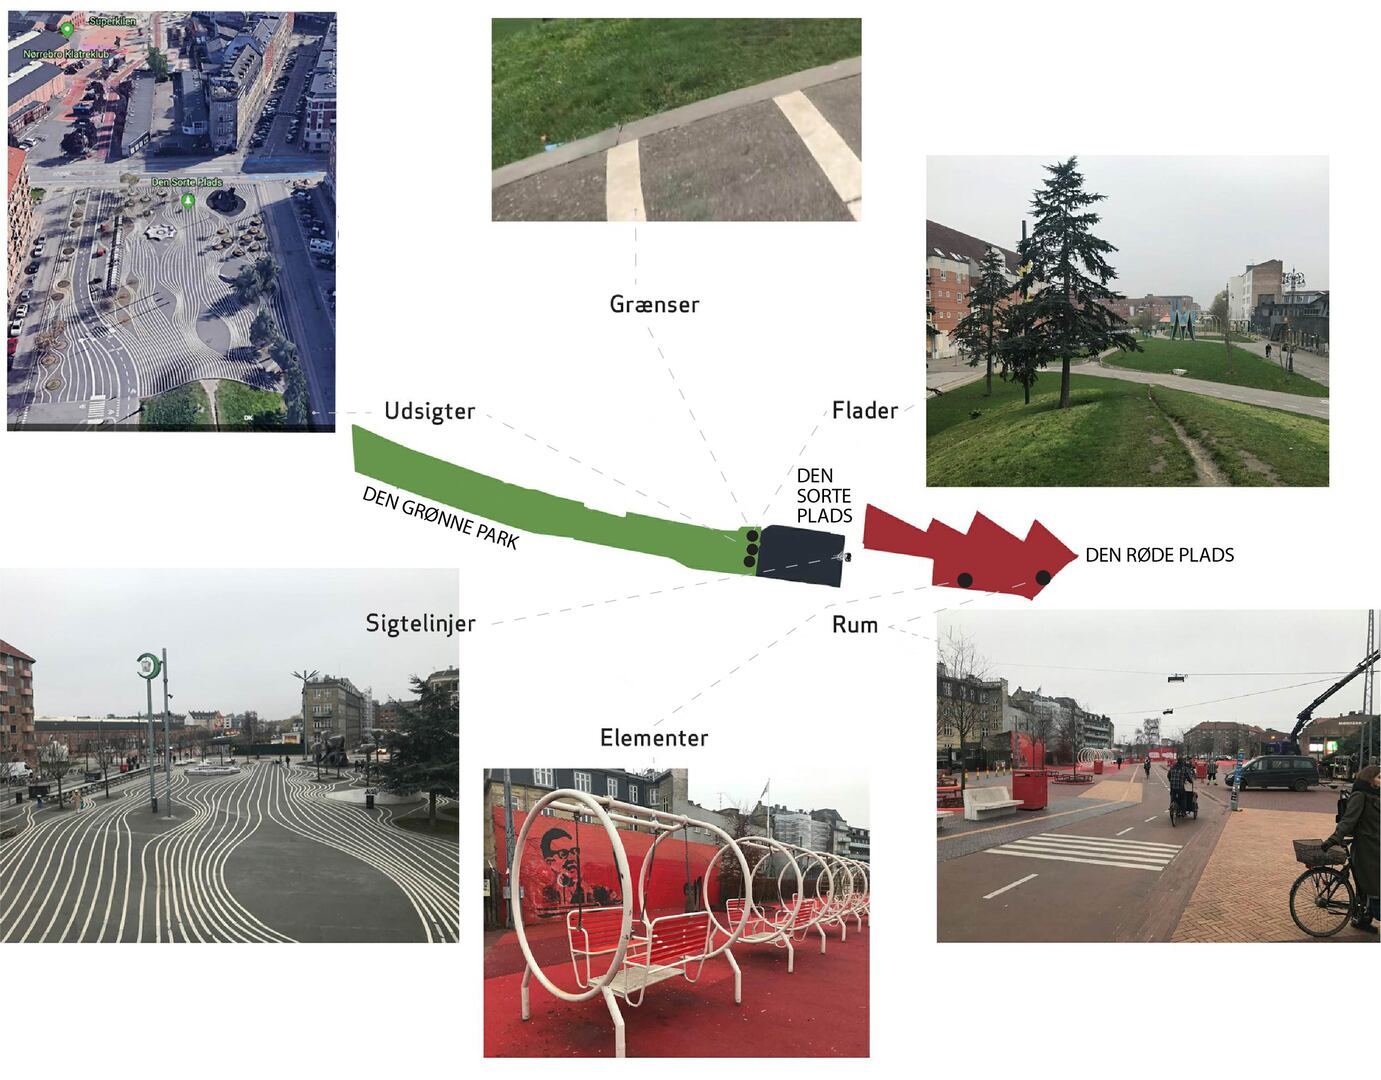 Superkilen
Nørrebro Klatreklub
Den Sorte Plads
DK
Grænser
Udsigter
Flader
DEN GRØNNE PARK
DEN
SORTE
PLADS
DEN RØDE PLADS
Sigtelinjer
Rum
Elementer